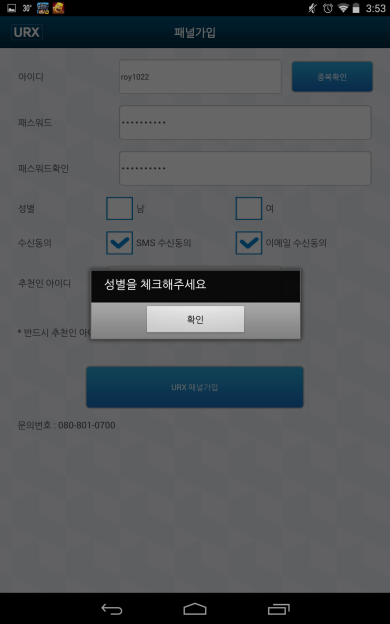 30°
3:53
URX 패널가입
아이디 roy1022 중복확인
패스워드 ••••••••••
패스워드확인 ••••••••••
성별 남 여
수신동의 SMS 수신동의 이메일 수신동의
추천인 아이디
성별을 체크해주세요
확인
* 반드시 추천인
URX 패널가입
문의번호 : 080-801-0700